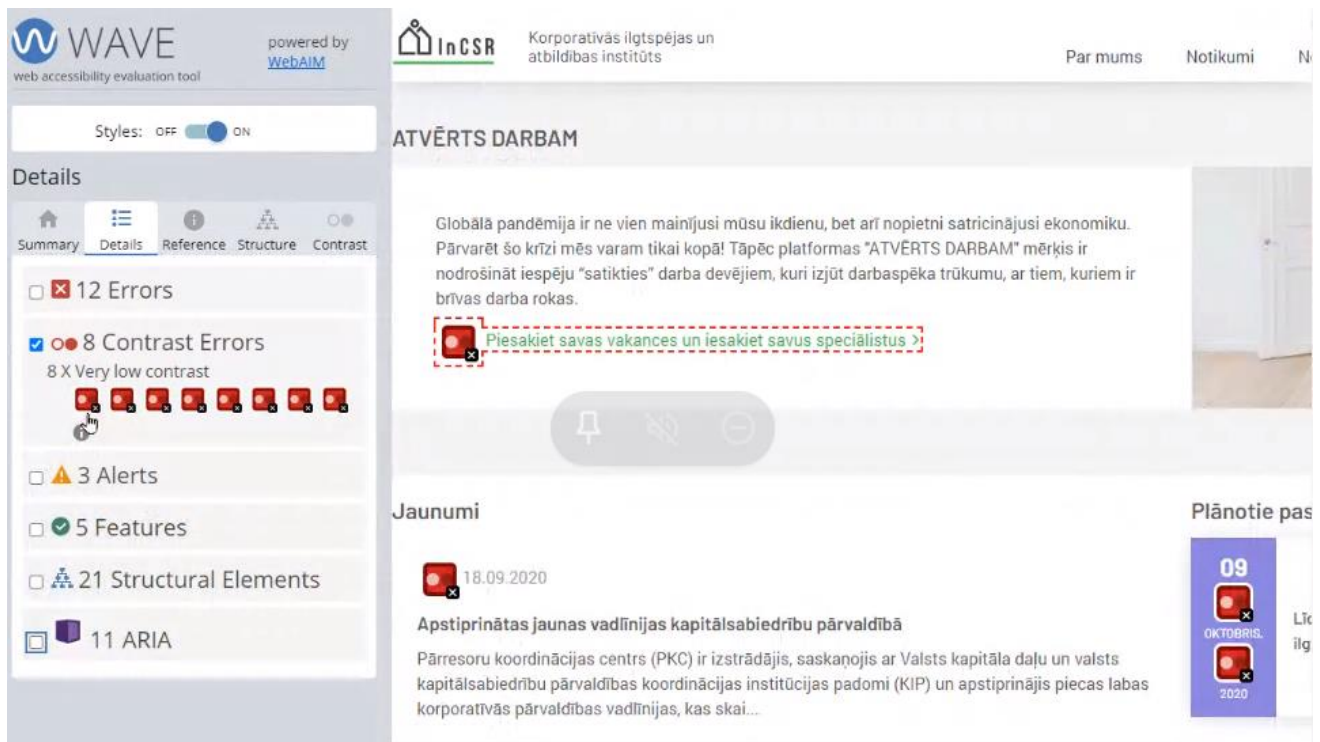 WAVE
web accessibility evaluation tool
powered by
WebAIM
Styles: OFF ON
Details
Summary Details Reference Structure Contrast
12 Errors
8 Contrast Errors
8 X Very low contrast
3 Alerts
5 Features
21 Structural Elements
11 ARIA
InCSR
Korporatīvās ilgtspējas un
atbildības institūts
Par mums Notikumi
ATVĒRTS DARBAM
Globālā pandēmija ir ne vien mainījusi mūsu ikdienu, bet arī nopietni satricinājusi ekonomiku.
Pārvarēt šo krīzi mēs varam tikai kopā! Tāpēc platformas "ATVĒRTS DARBAM" mērķis ir
nodrošināt iespēju “satikties” darba devējiem, kuri izjūt darbaspēka trūkumu, ar tiem, kuriem ir
brīvas darba rokas.
Piesakiet savas vakances un iesakiet savus speciālistus >
Jaunumi
18.09.2020
Apstiprinātas jaunas vadlīnijas kapitālsabiedrību pārvaldībā
Pārresoru koordinācijas centrs (PKC) ir izstrādājis, saskaņojis ar Valsts kapitāla daļu un valsts
kapitālsabiedrību pārvaldības koordinācijas institūcijas padomi (KIP) un apstiprinājis piecas labas
korporatīvās pārvaldības vadlīnijas, kas skai...
Plānotie pas
09
OKTOBRIS.
2020
ilg